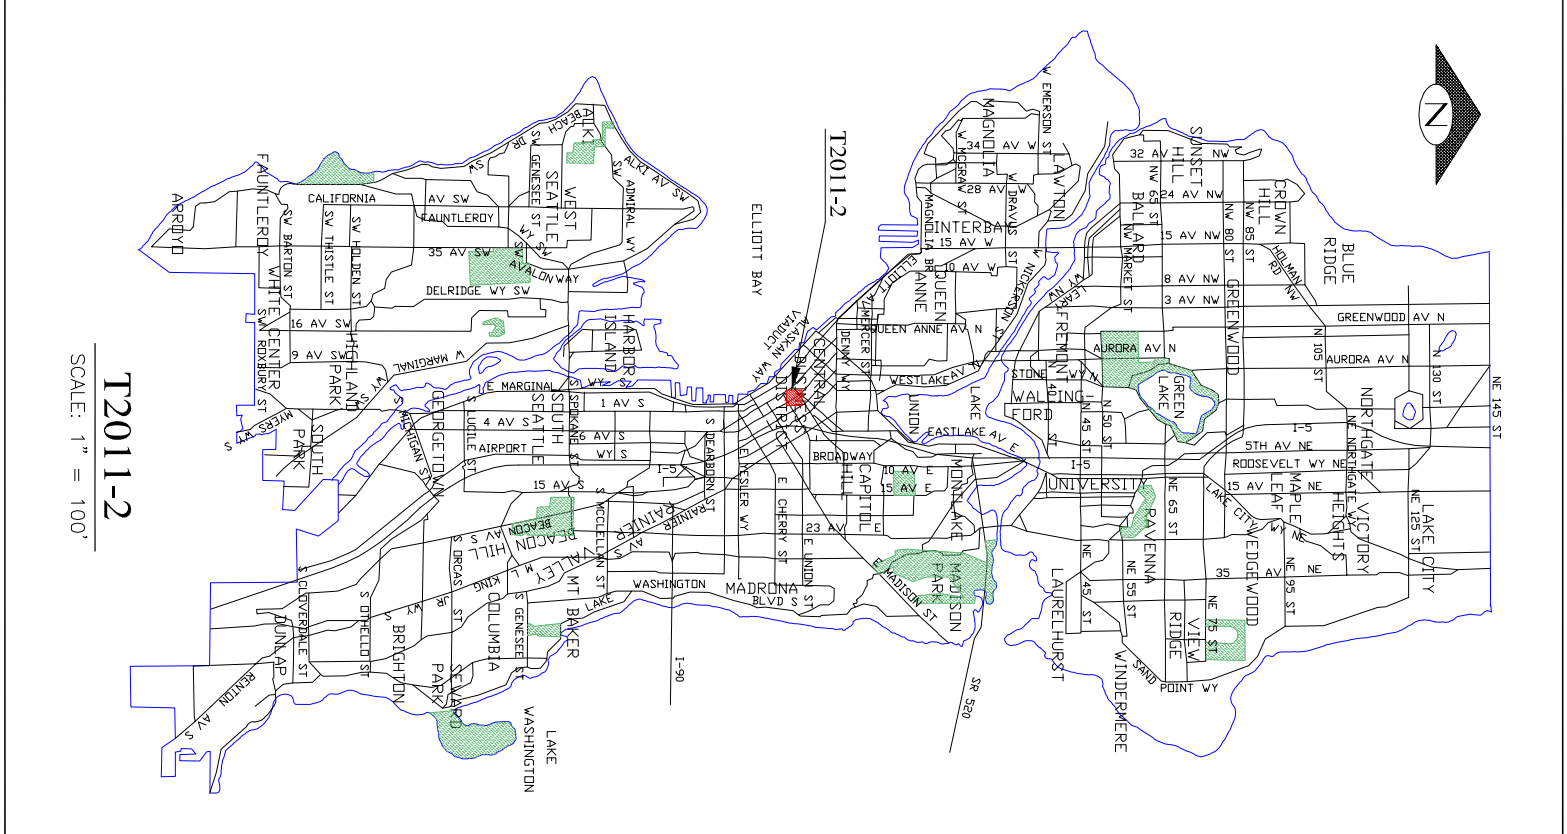 N
T2011-2
T2011-2
SCALE: 1" = 100'
ELLIOTT BAY
ALKI
BEACH
DR
SW
ALKI AV SW
SW GENESEE ST
WEST
SEATTLE
SW ADMIRAL WY
CALIFORNIA
AV SW
FAUNTLEROY
WY SW
35 AV SW
SW
AVALON WAY
DELRIDGE WY SW
FAUNTLEROY
ARROYO
SW BARTON ST
SW THISTLE ST
SW HOLDEN ST
WHITE CENTER
16 AV SW
9 AV SW
HIGHLAND
PARK
SW ROXBURY ST
MYERS WY
S
W MARGINAL
WY
S
HARBOR
ISLAND
SOUTH
PARK
E MARGINAL
WY S
S MICHIGAN ST
GEORGETOWN
S LUCILE ST
1 AV S
4 AV S
6 AV S
AIRPORT
WY S
SOUTH
SEATTLE
S SPOKANE ST
15 AV S
I-5
BEACON AV S
BEACON HILL
S MCCLELLAN ST
RAINIER
VALLEY
RAINIER
AV S
M L KING
JR
WY
S
S ORCAS ST
COLUMBIA
S GENESEE ST
MT BAKER
S OTHELLO ST
S CLOVERDALE ST
DUNLAP
BRIGHTON
SEWARD
PARK
RENTON AV S
LAKE
WASHINGTON
LAKE
WASHINGTON
BLVD S
I-90
S DEARBORN ST
E YESLER WY
E CHERRY ST
E UNION ST
MADRONA
ALASKAN WAY
VIADUCT
CENTRAL
BUSINESS
DISTRICT
DENNY WY
MERCER ST
ELLIOTT AV
BROADWAY
CAPITOL
HILL
10 AV E
15 AV E
23 AV E
E MADISON ST
MADISON
PARK
MONTLAKE
SR 520
EASTLAKE AV E
LAKE
UNION
WESTLAKE AV N
QUEEN ANNE AV N
QUEEN
ANNE
10 AV W
15 AV W
INTERBAY
MAGNOLIA BR
28 AV W
34 AV W
W MCGRAW ST
W DRAVUS ST
MAGNOLIA
W EMERSON ST
LAWTON
W NICKERSON ST
LEARY WY NW
FREMONT
STONE WY N
WALLING-
FORD
N 40 ST
N 45 ST
N 50 ST
I-5
UNIVERSITY
AURORA AV N
GREEN
LAKE
BALLARD
NW MARKET ST
NW 65 ST
SUNSET
HILL
32 AV NW
24 AV NW
15 AV NW
8 AV NW
3 AV NW
CROWN
HILL
NW 80 ST
NW 85 ST
HOLMAN
RD
NW
BLUE
RIDGE
GREENWOOD
GREENWOOD AV N
AURORA AV N
N 105 ST
N 130 ST
NE 145 ST
I-5
5TH AV NE
ROOSEVELT WY NE
15 AV NE
NORTHGATE
NE NORTHGATE WY
MAPLE
LEAF
VICTORY
HEIGHTS
LAKE CITY
NE 125 ST
LAKE CITY
WY NE
NE 65 ST
RAVENNA
WEDGEWOOD
35 AV NE
NE 95 ST
NE 75 ST
VIEW
RIDGE
NE 55 ST
NE 45 ST
LAURELHURST
SAND
POINT WY
WINDERMERE